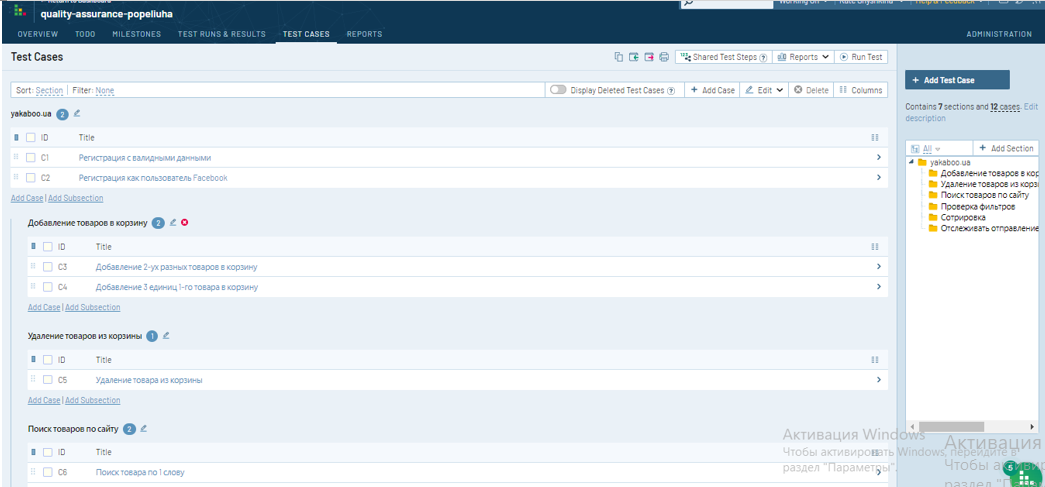 Return to Dashboard
quality-assurance-popeliuha
Working On
Help & Feedback
OVERVIEW TODO MILESTONES TEST RUNS & RESULTS TEST CASES REPORTS ADMINISTRATION
Test Cases
Shared Test Steps Reports Run Test
Sort: Section Filter: None
Display Deleted Test Cases Add Case Edit Delete Columns
yakaboo.ua 2
ID Title
C1 Регистрация с валидными данными
C2 Регистрация как пользователь Facebook
Add Case | Add Subsection
Добавление товаров в корзину 2
ID Title
C3 Добавление 2-ух разных товаров в корзину
C4 Добавление 3 единиц 1-го товара в корзину
Add Case | Add Subsection
Удаление товаров из корзины 1
ID Title
C5 Удаление товара из корзины
Add Case | Add Subsection
Поиск товаров по сайту 2
ID Title
C6 Поиск товара по 1 слову
+ Add Test Case
Contains 7 sections and 12 cases. Edit
description
All + Add Section
yakaboo.ua
Добавление товаров в кор
Удаление товаров из корзи
Поиск товаров по сайту
Проверка фильтров
Сотрировка
Отслеживать отправление
Активация Windows
Чтобы активировать Windows, перейдите в
раздел "Параметры".
Активация
Чтобы
раздел
5